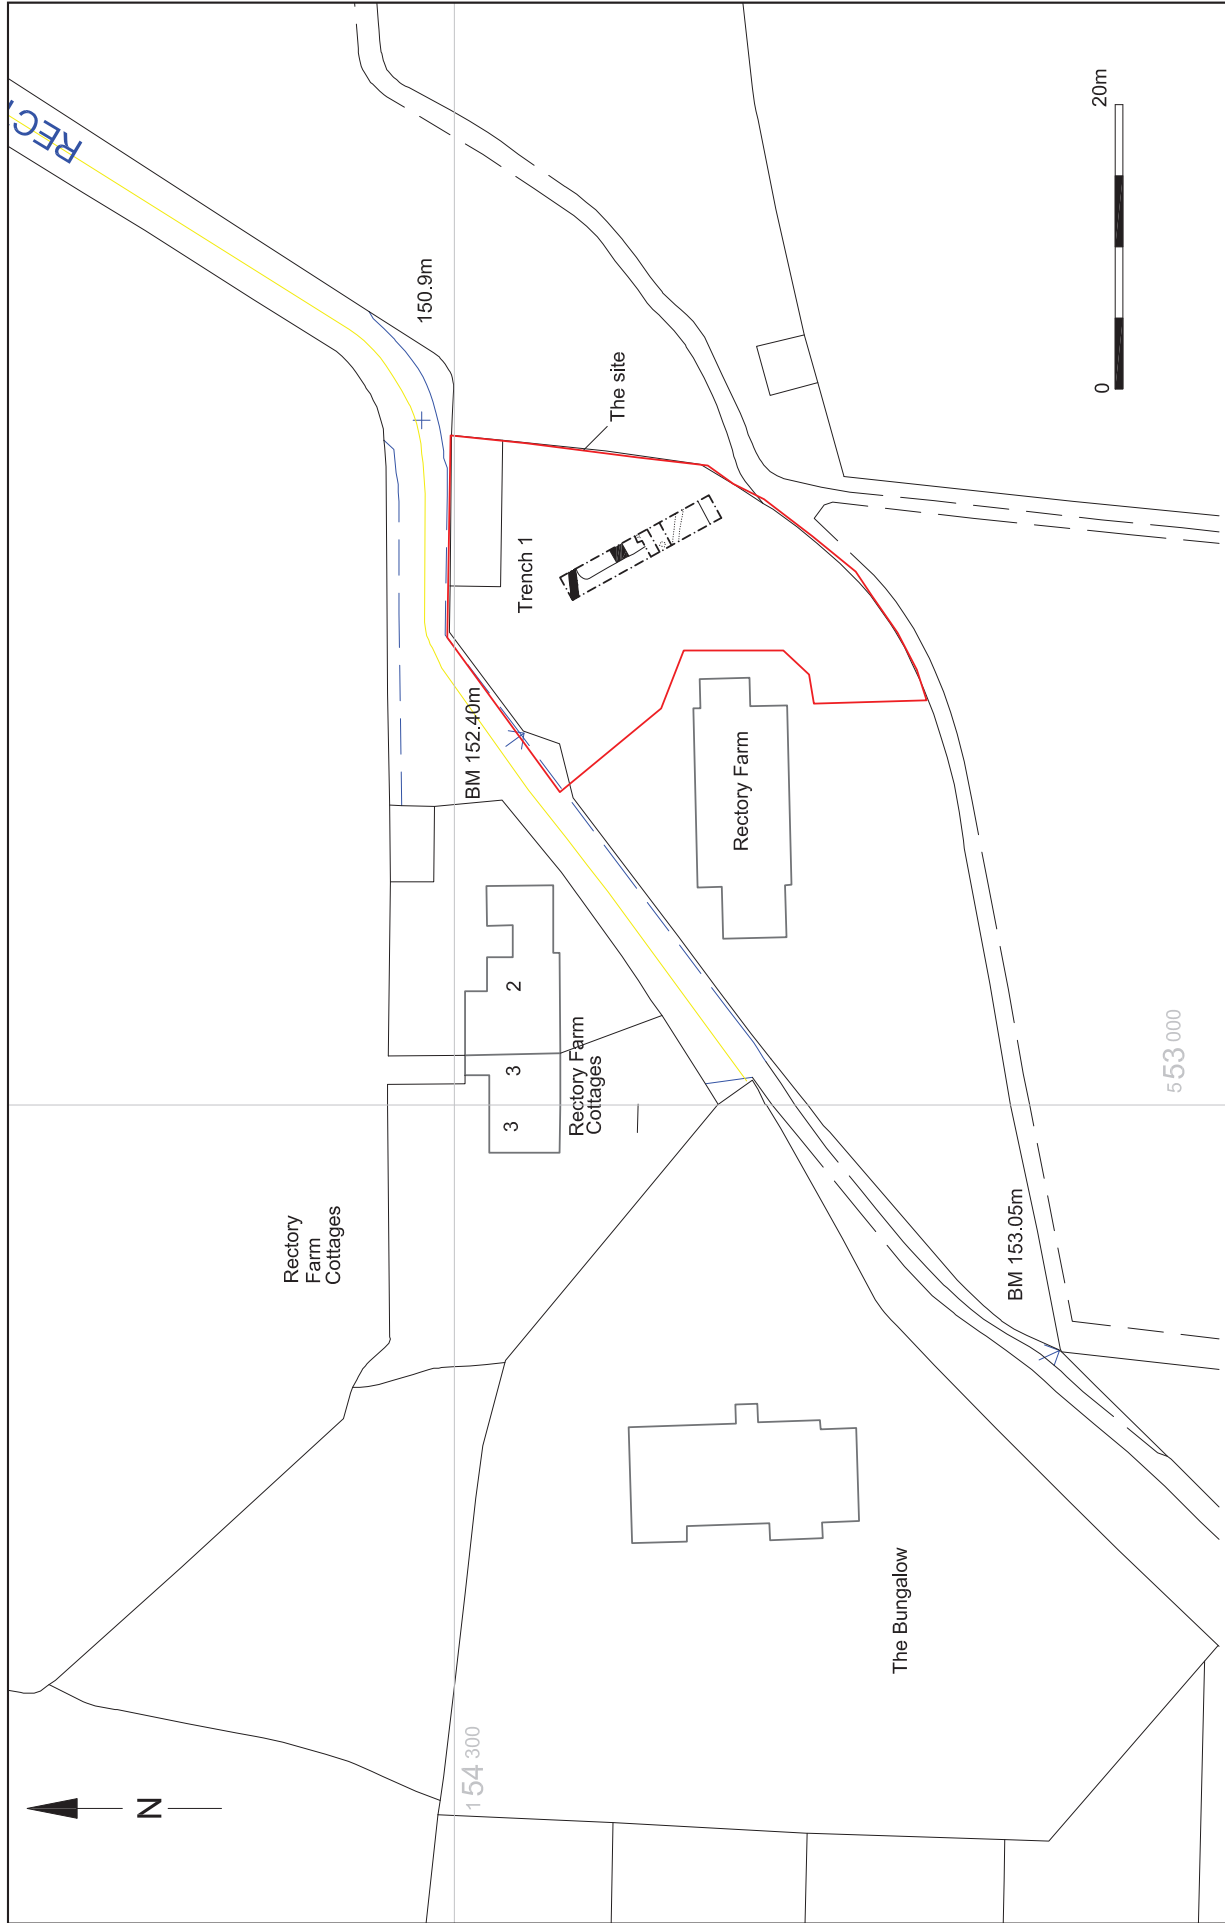 N
Rectory
Farm
Cottages
3
3
2
Rectory Farm
Cottages
BM 152.40m
150.9m
Trench 1
The site
Rectory Farm
The Bungalow
BM 153.05m
154 300
553 000
0
20m